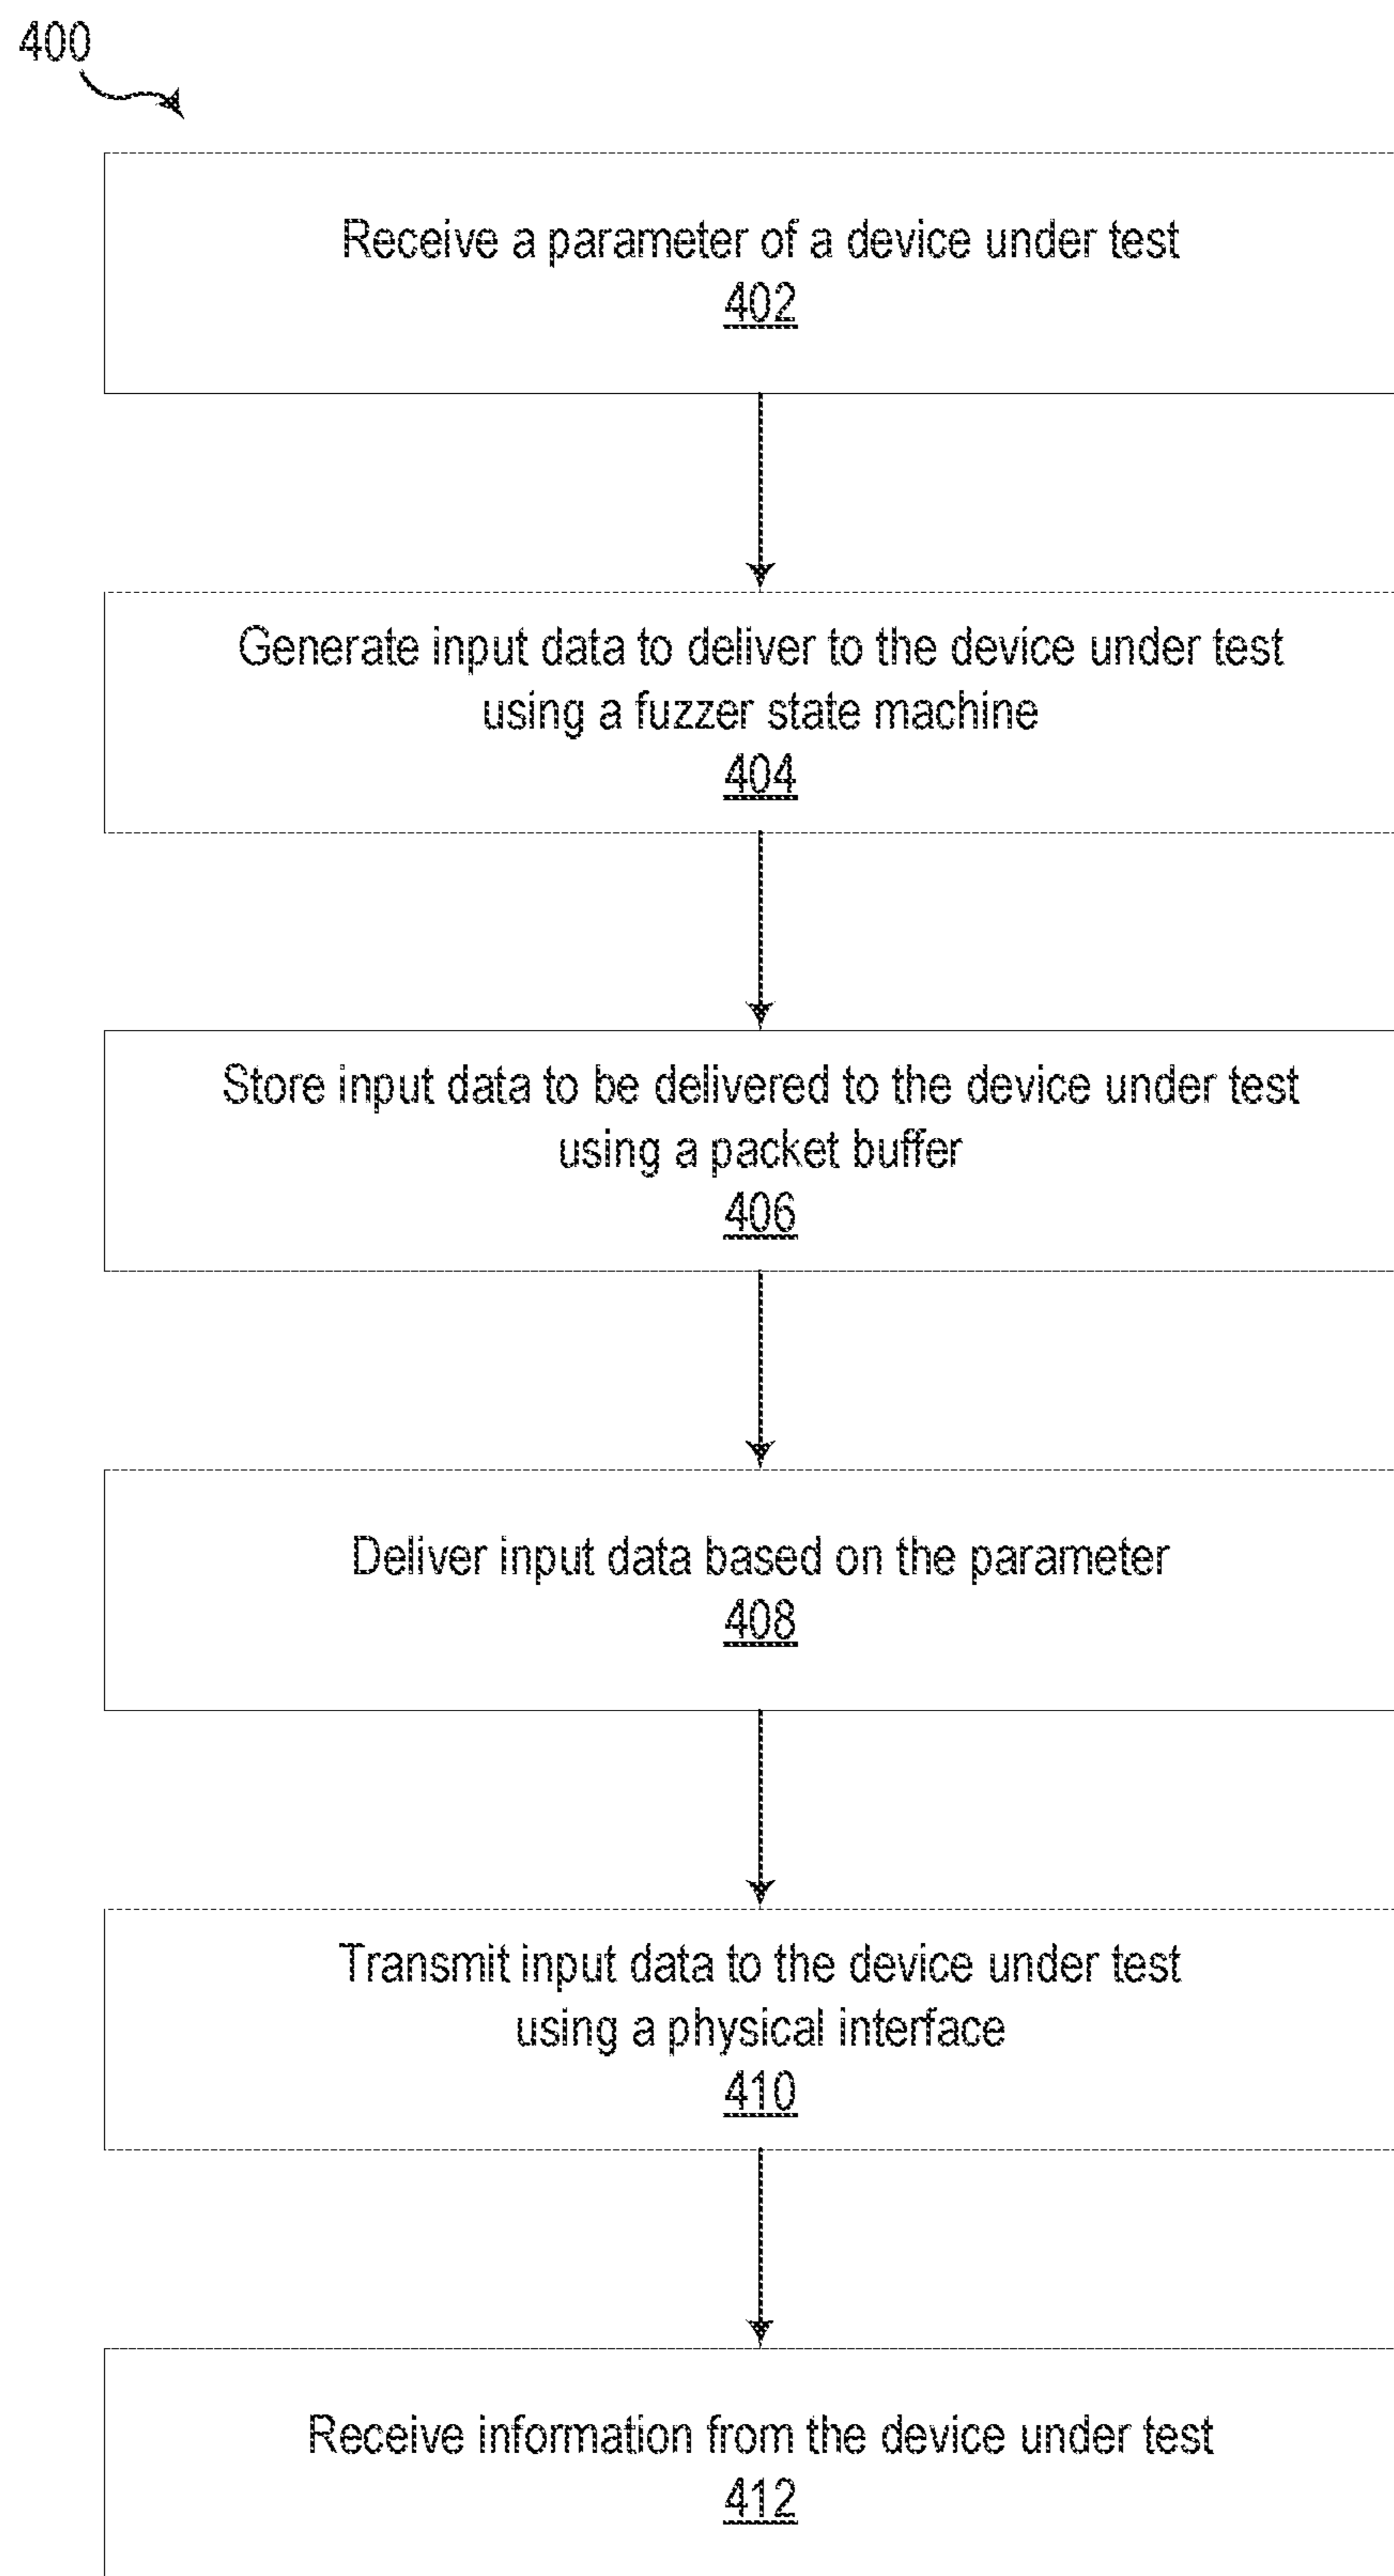 400
Receive a parameter of a device under test
402
Generate input data to deliver to the device under test
using a fuzzer state machine
404
Store input data to be delivered to the device under test
using a packet buffer
406
Deliver input data based on the parameter
408
Transmit input data to the device under test
using a physical interface
410
Receive information from the device under test
412